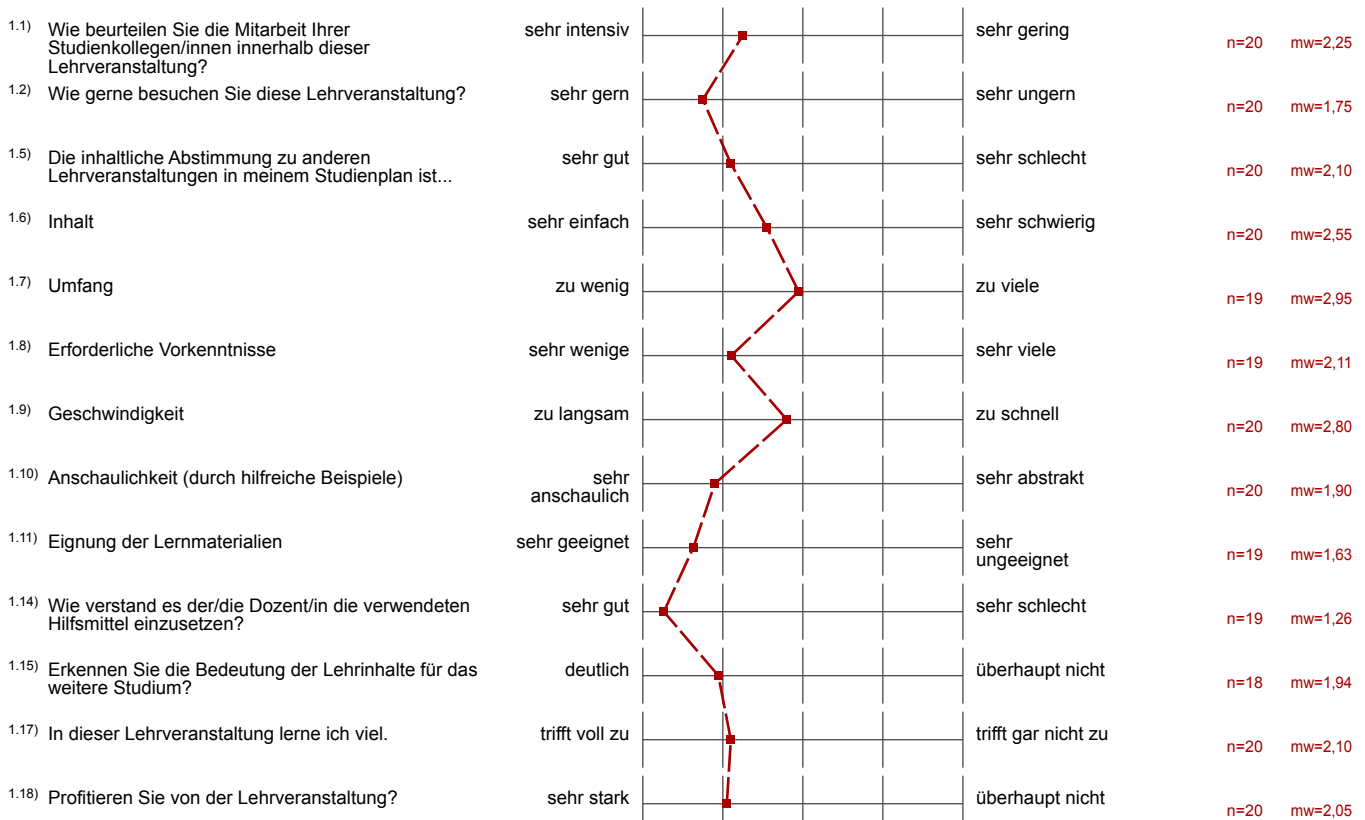 1.1) Wie beurteilen Sie die Mitarbeit Ihrer
Studienkollegen/innen innerhalb dieser
Lehrveranstaltung?
sehr intensiv
sehr gering
n=20 mw=2,25
1.2) Wie gerne besuchen Sie diese Lehrveranstaltung?
sehr gern
sehr ungern
n=20 mw=1,75
1.5) Die inhaltliche Abstimmung zu anderen
Lehrveranstaltungen in meinem Studienplan ist...
sehr gut
sehr schlecht
n=20 mw=2,10
1.6) Inhalt
sehr einfach
sehr schwierig
n=20 mw=2,55
1.7) Umfang
zu wenig
zu viele
n=19 mw=2,95
1.8) Erforderliche Vorkenntnisse
sehr wenige
sehr viele
n=19 mw=2,11
1.9) Geschwindigkeit
zu langsam
zu schnell
n=20 mw=2,80
1.10) Anschaulichkeit (durch hilfreiche Beispiele)
sehr
anschaulich
sehr abstrakt
n=20 mw=1,90
1.11) Eignung der Lernmaterialien
sehr geeignet
sehr
ungeeignet
n=19 mw=1,63
1.14) Wie verstand es der/die Dozent/in die verwendeten
Hilfsmittel einzusetzen?
sehr gut
sehr schlecht
n=19 mw=1,26
1.15) Erkennen Sie die Bedeutung der Lehrinhalte für das
weitere Studium?
deutlich
überhaupt nicht
n=18 mw=1,94
1.17) In dieser Lehrveranstaltung lerne ich viel.
trifft voll zu
trifft gar nicht zu
n=20 mw=2,10
1.18) Profitieren Sie von der Lehrveranstaltung?
sehr stark
überhaupt nicht
n=20 mw=2,05